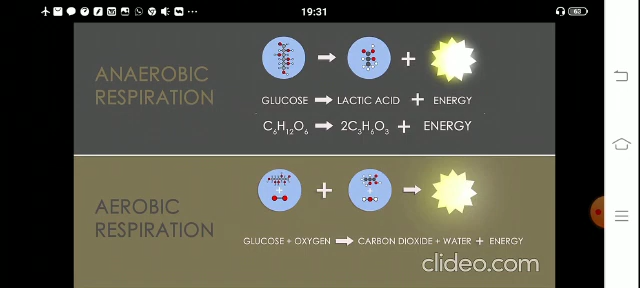 19:31
62
ANAEROBIC
RESPIRATION
+
GLUCOSE → LACTIC ACID + ENERGY
C₆H₁₂O₆ → 2C₃H₆O₃ + ENERGY
AEROBIC
RESPIRATION
+ + +
GLUCOSE + OXYGEN → CARBON DIOXIDE + WATER + ENERGY
clideo.com